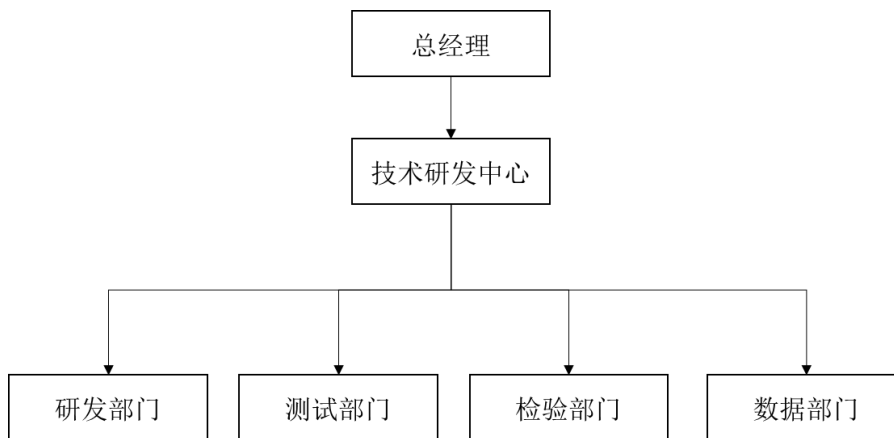 总经理
技术研发中心
研发部门
测试部门
检验部门
数据部门